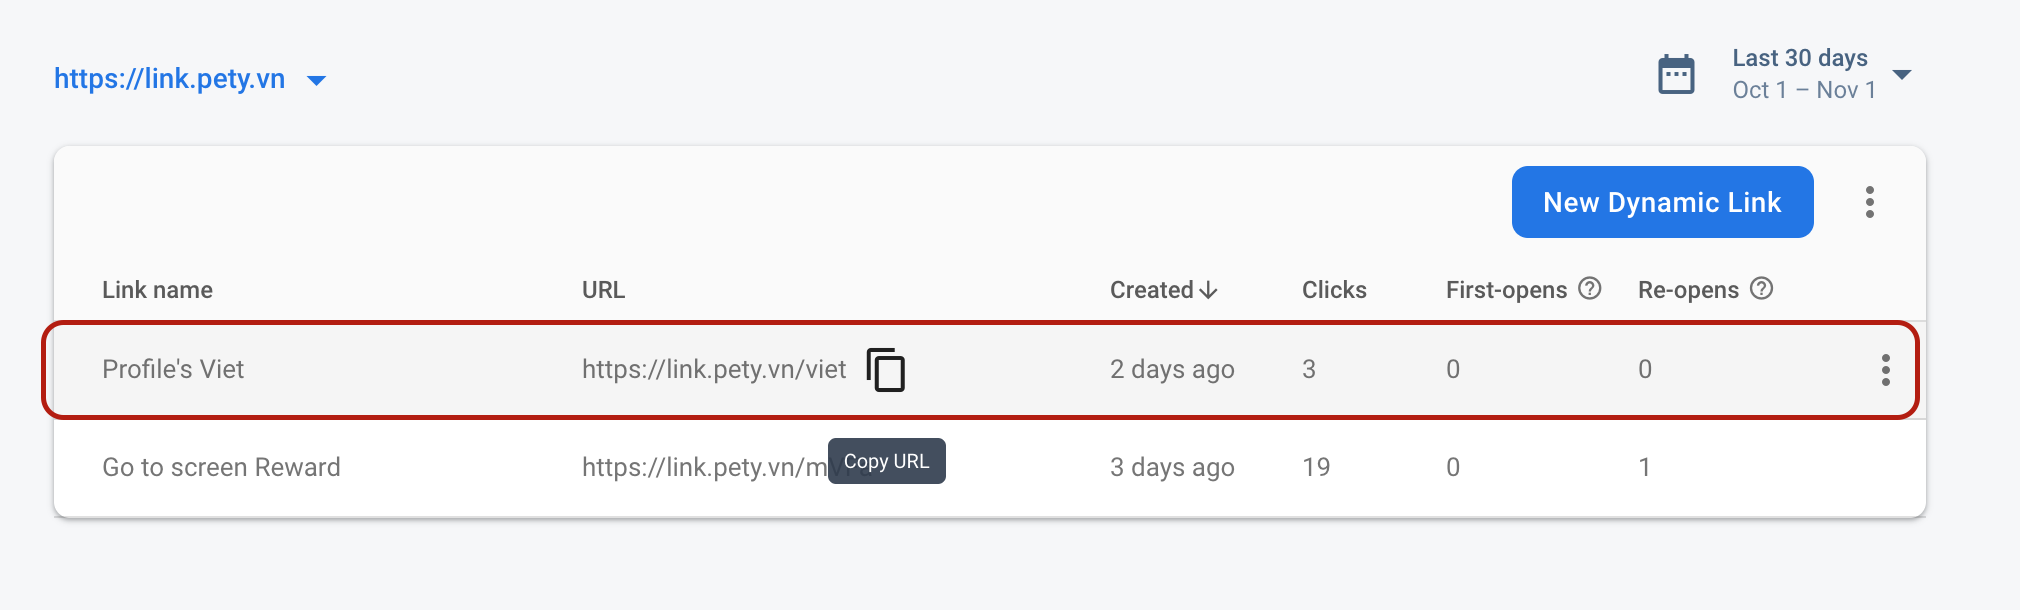 https://link.pety.vn
Last 30 days
Oct 1 – Nov 1
New Dynamic Link
Link name URL Created Clicks First-opens Re-opens
Profile's Viet https://link.pety.vn/viet 2 days ago 3 0 0
Go to screen Reward https://link.pety.vn/ 3 days ago 19 0 1
Copy URL